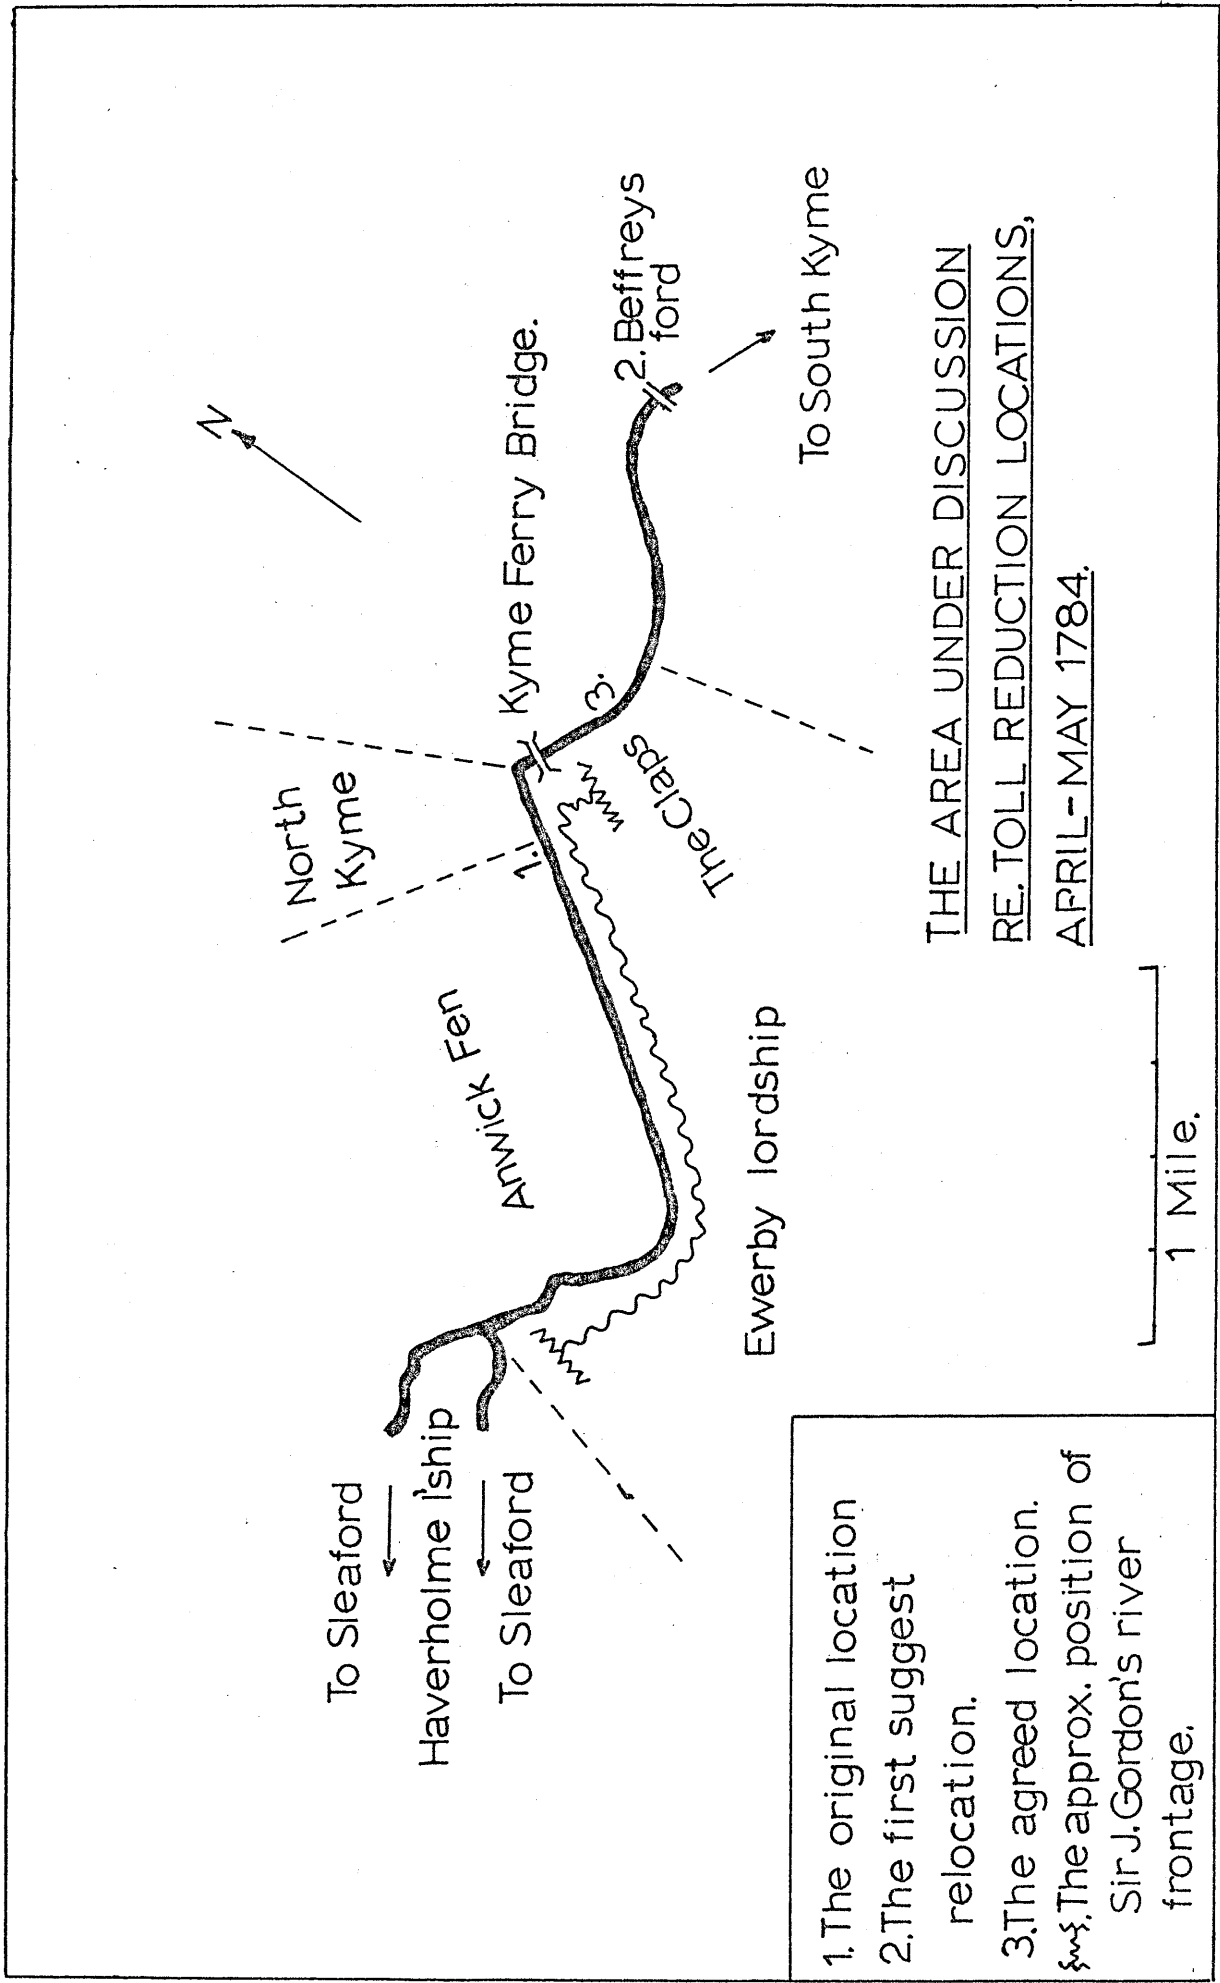 N
North
Kyme
Kyme Ferry Bridge.
2. Beffreys
ford
To South Kyme
1.
3.
The Claps
Anwick Fen
Ewerby lordship
To Sleaford
Haverholme l'ship
To Sleaford
THE AREA UNDER DISCUSSION
RE. TOLL REDUCTION LOCATIONS,
APRIL-MAY 1784.
1 Mile.
1. The original location
2. The first suggest
relocation.
3. The agreed location.
The approx. position of
Sir J. Gordon's river
frontage.